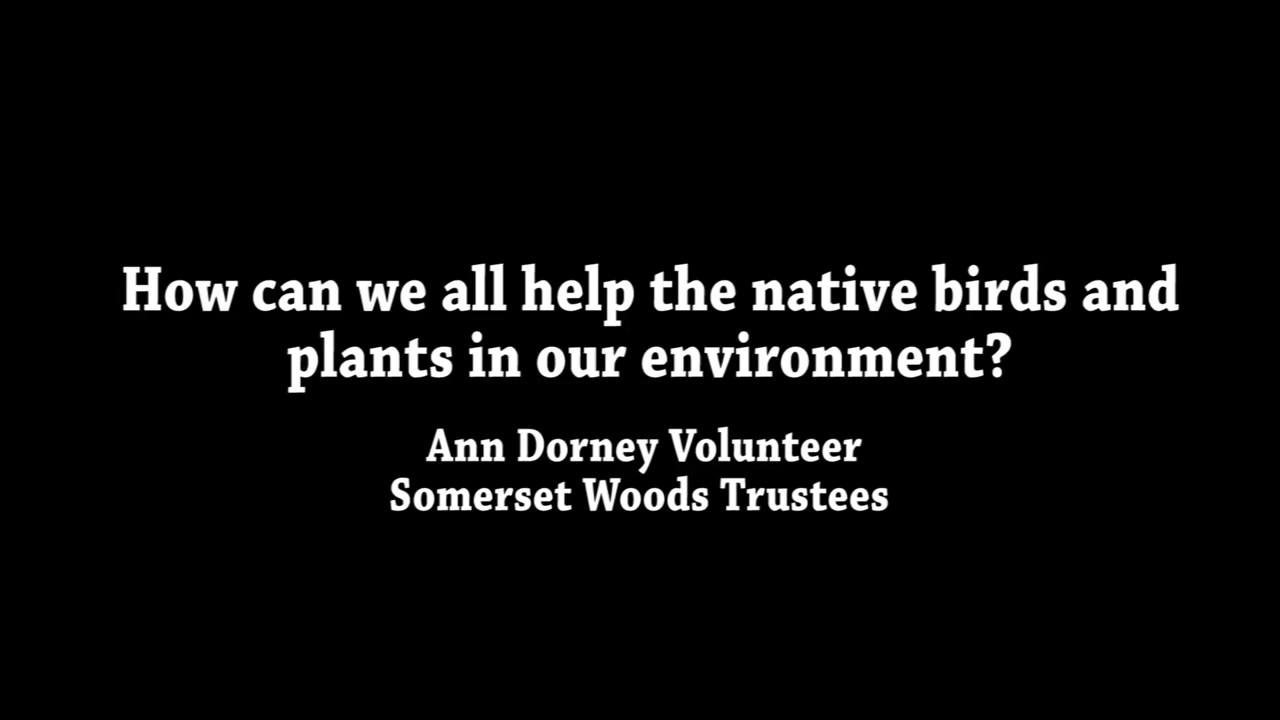 How can we all help the native birds and
plants in our environment?
Ann Dorney Volunteer
Somerset Woods Trustees